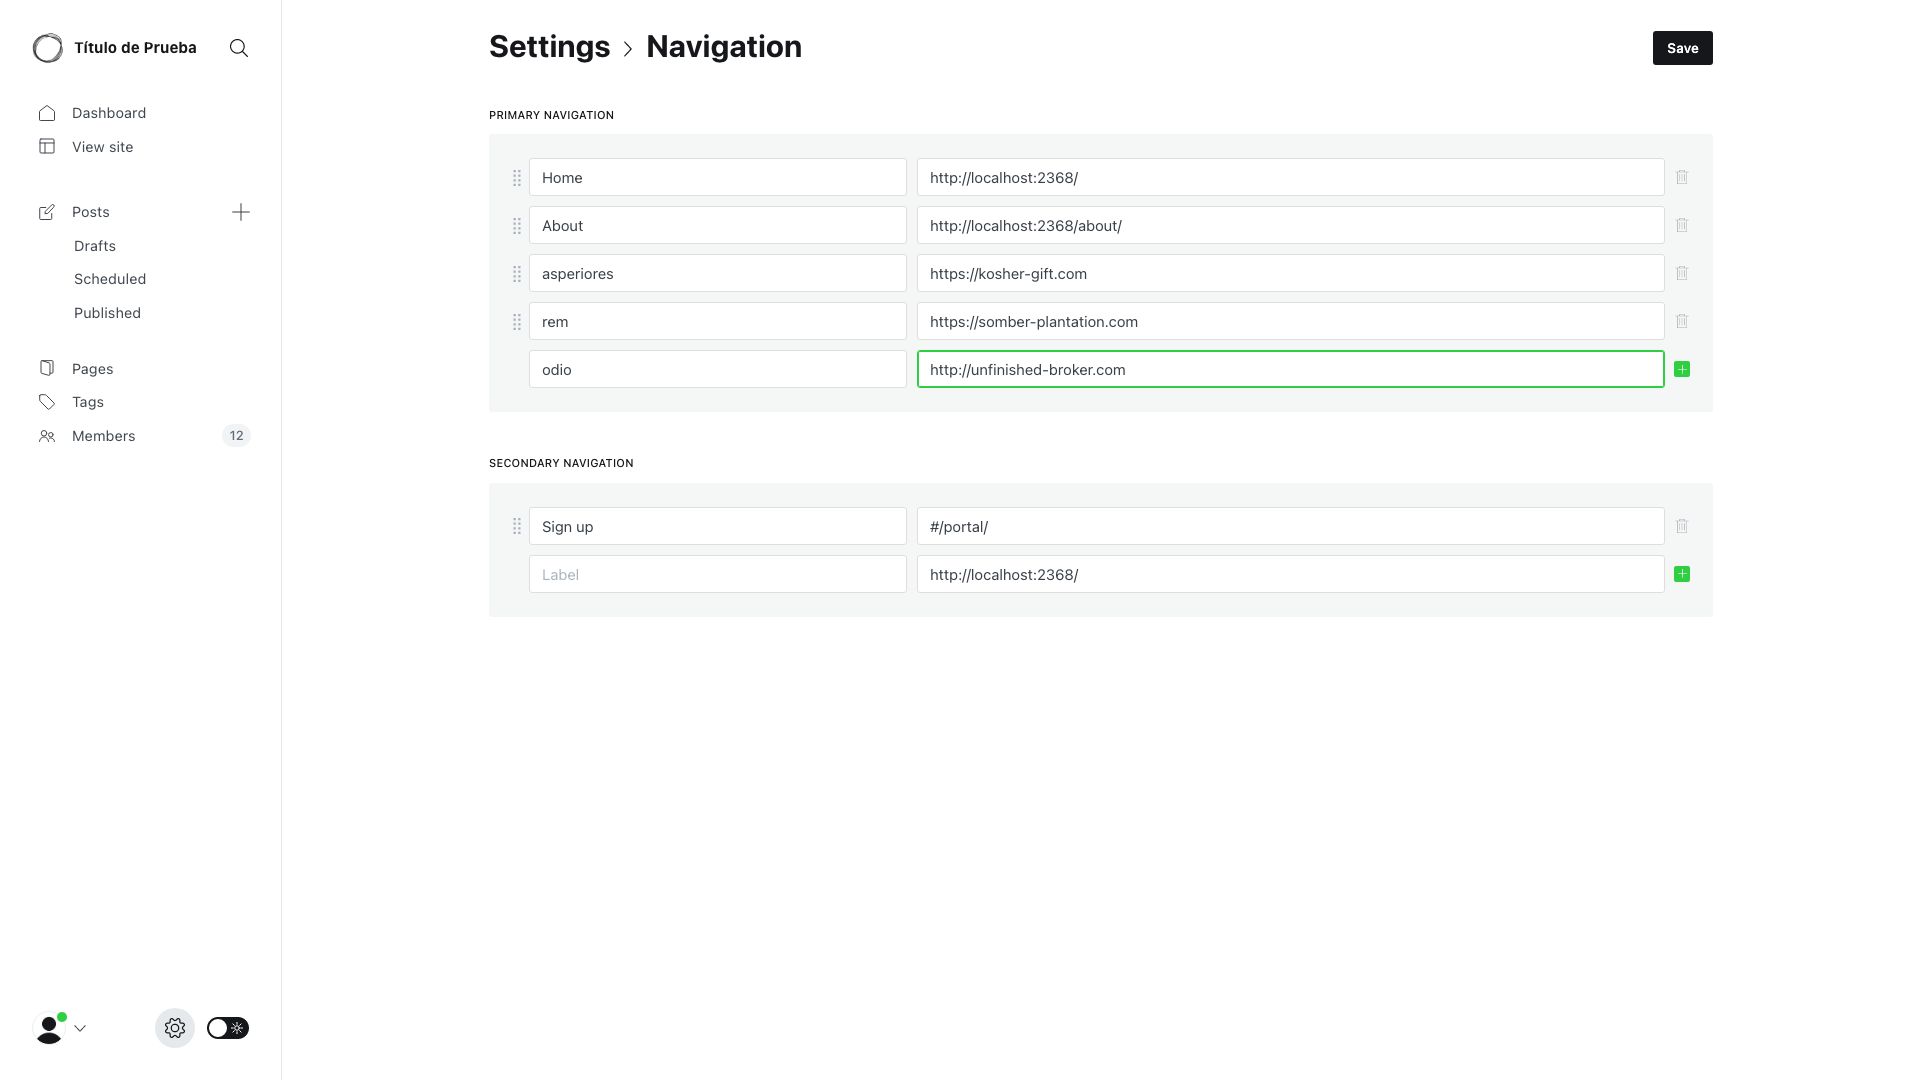 Título de Prueba
Settings > Navigation
Save
Dashboard
View site
Posts
Drafts
Scheduled
Published
Pages
Tags
Members 12
PRIMARY NAVIGATION
Home http://localhost:2368/
About http://localhost:2368/about/
asperiores https://kosher-gift.com
rem https://somber-plantation.com
odio http://unfinished-broker.com
SECONDARY NAVIGATION
Sign up #/portal/
Label http://localhost:2368/